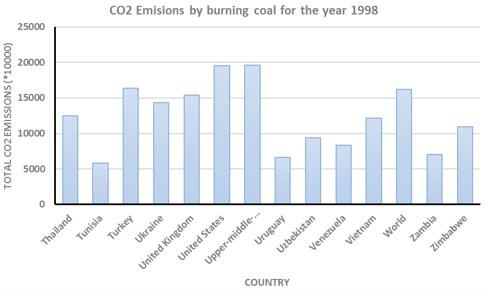 CO2 Emisions by burning coal for the year 1998
TOTAL CO2 EMISSIONS (*10000)
25000
20000
15000
10000
5000
0
Thailand
Tunisia
Turkey
Ukraine
United Kingdom
United States
Upper-middle-...
Uruguay
Uzbekistan
Venezuela
Vietnam
World
Zambia
Zimbabwe
COUNTRY